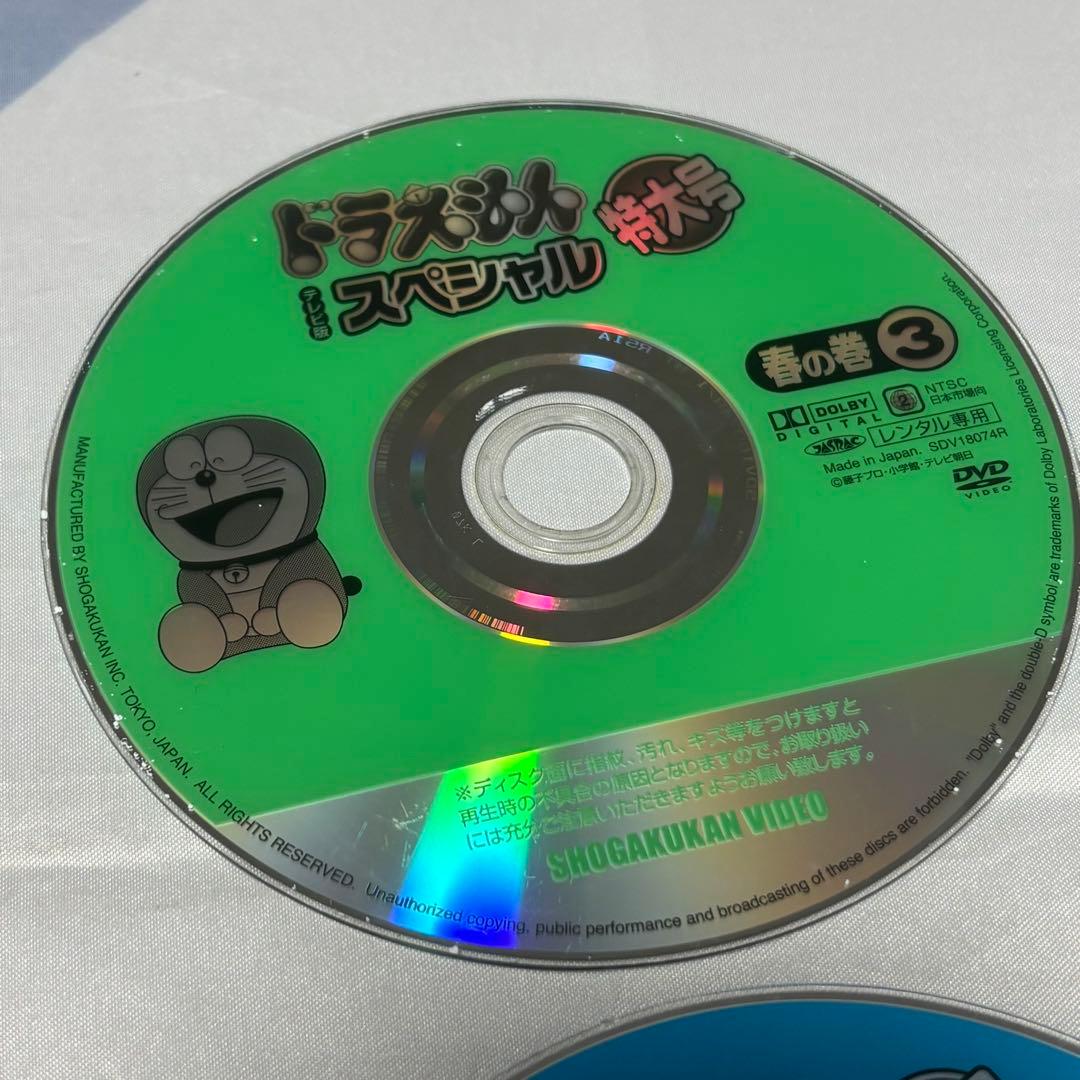 ドラえもん
テレビ版
スペシャル
特大号
春の巻 3
DOLBY
DIGITAL
2
NTSC
日本市場向
JASRAC
レンタル専用
Made in Japan. SDV18074R
©藤子プロ・小学館・テレビ朝日
DVD
VIDEO
※ディスク面に指紋、汚れ、キズ等をつけますと
再生時の不具合の原因となりますので、お取り扱い
には充分ご注意いただきますようお願い致します。
SHOGAKUKAN VIDEO
MANUFACTURED BY SHOGAKUKAN INC. TOKYO, JAPAN. ALL RIGHTS RESERVED. Unauthorized copying, public performance and broadcasting of these discs are forbidden. "Dolby" and the double-D symbol are trademarks of Dolby Laboratories Licensing Corporation.